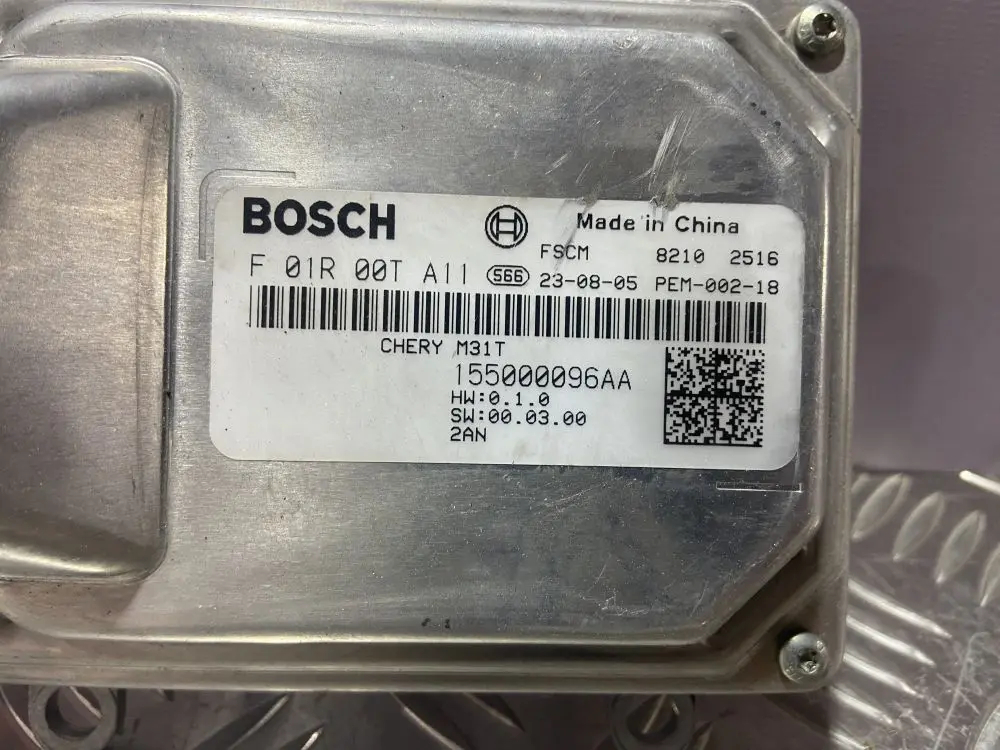 BOSCH
Made in China
FSCM 8210 2516
F 01R 00T A11 566 23-08-05 PEM-002-18
CHERY M31T
155000096AA
HW:0.1.0
SW:00.03.00
2AN